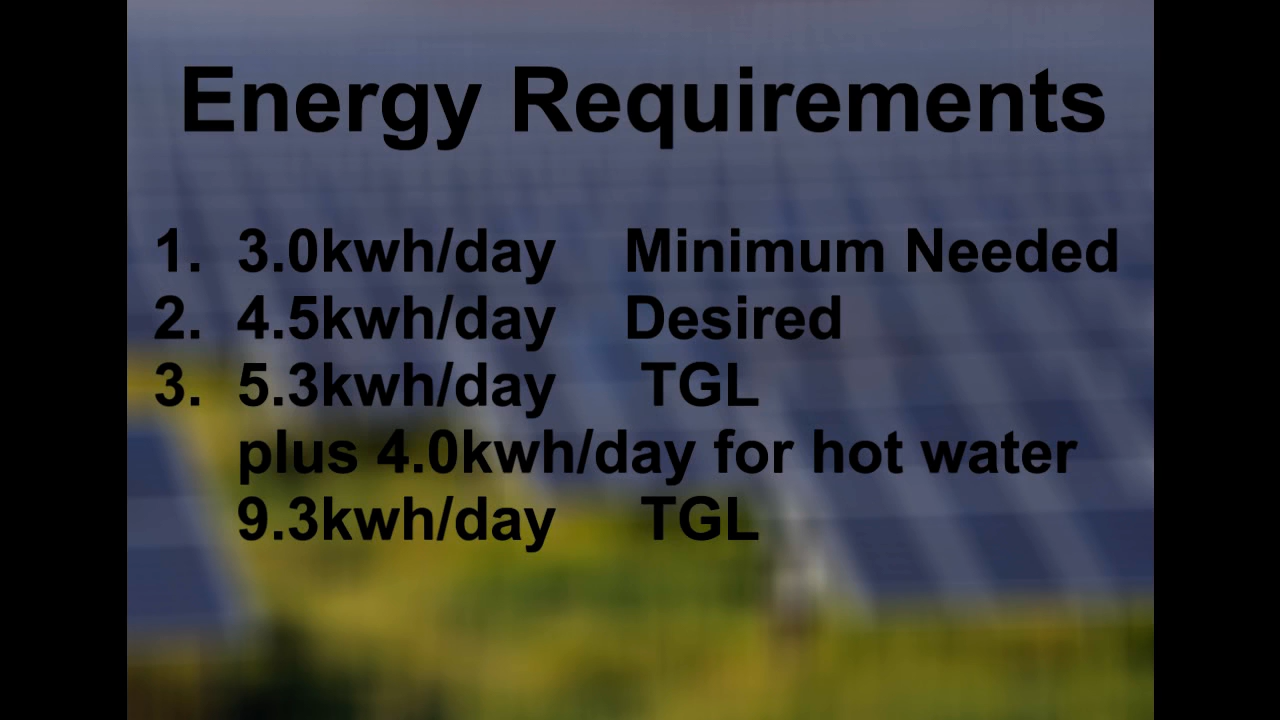 Energy Requirements
1. 3.0kwh/day Minimum Needed
2. 4.5kwh/day Desired
3. 5.3kwh/day TGL
plus 4.0kwh/day for hot water
9.3kwh/day TGL